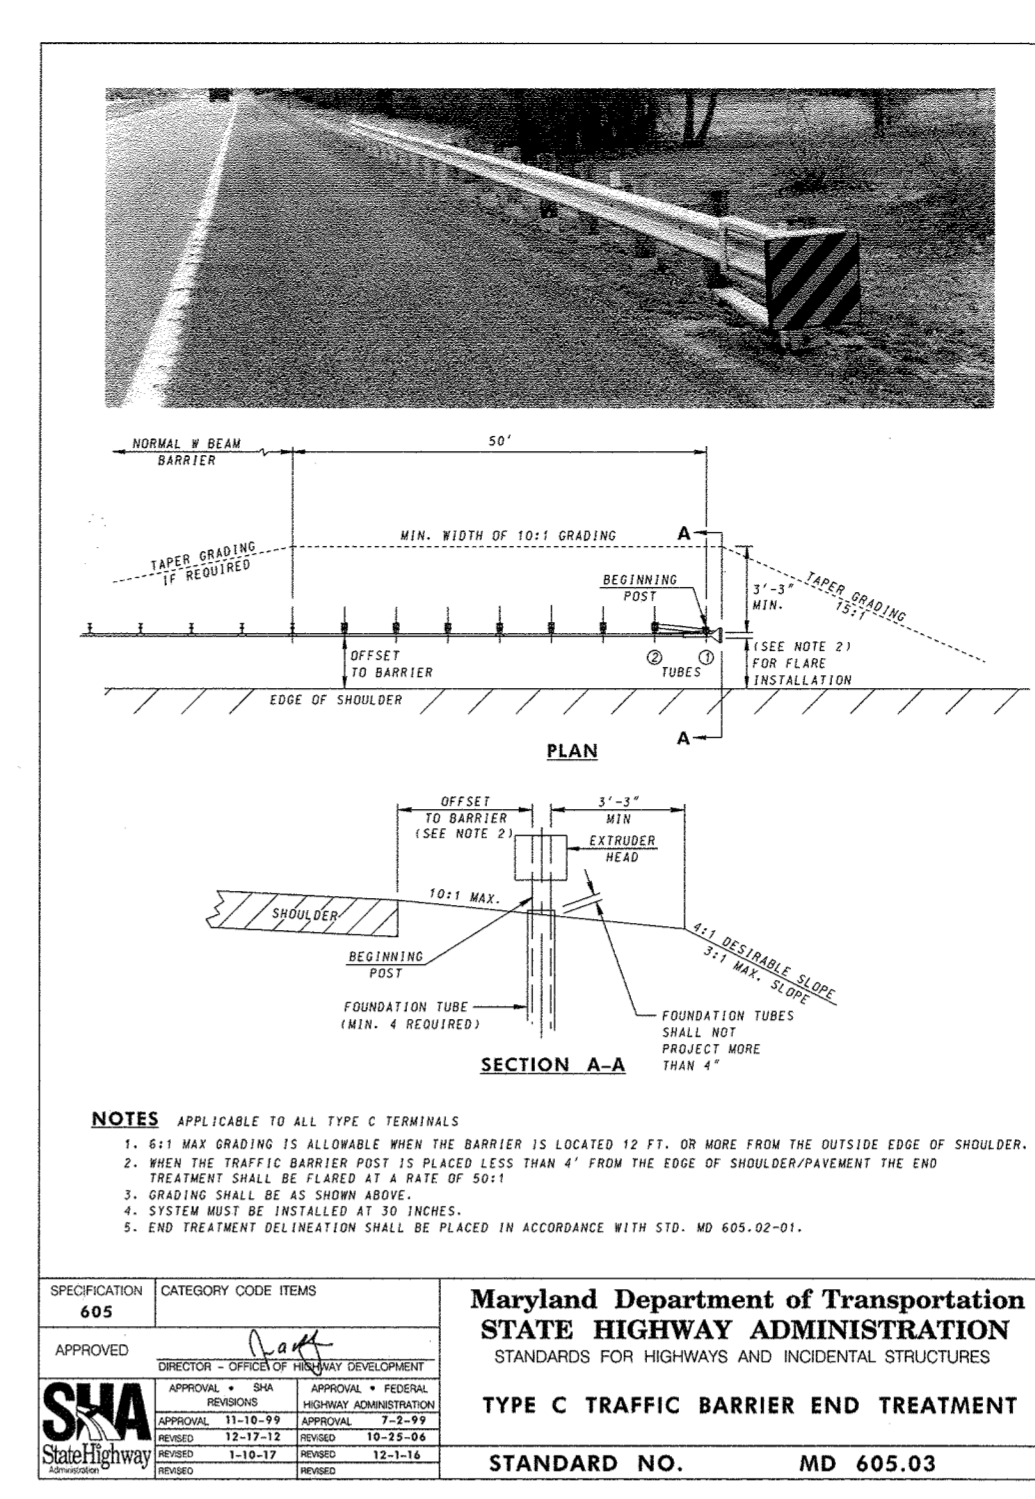 NORMAL W BEAM
BARRIER
50'
A
MIN. WIDTH OF 10:1 GRADING
TAPER GRADING
IF REQUIRED
BEGINNING
POST
3'-3"
MIN.
TAPER GRADING
15:1
OFFSET
TO BARRIER
2
1
TUBES
(SEE NOTE 2)
FOR FLARE
INSTALLATION
EDGE OF SHOULDER
A
PLAN
OFFSET
TO BARRIER
(SEE NOTE 2)
3'-3"
MIN
EXTRUDER
HEAD
10:1 MAX.
SHOULDER
BEGINNING
POST
4:1 DESIRABLE SLOPE
3:1 MAX. SLOPE
FOUNDATION TUBE
(MIN. 4 REQUIRED)
FOUNDATION TUBES
SHALL NOT
PROJECT MORE
THAN 4"
SECTION A-A
NOTES APPLICABLE TO ALL TYPE C TERMINALS
1. 6:1 MAX GRADING IS ALLOWABLE WHEN THE BARRIER IS LOCATED 12 FT. OR MORE FROM THE OUTSIDE EDGE OF SHOULDER.
2. WHEN THE TRAFFIC BARRIER POST IS PLACED LESS THAN 4' FROM THE EDGE OF SHOULDER/PAVEMENT THE END
TREATMENT SHALL BE FLARED AT A RATE OF 50:1
3. GRADING SHALL BE AS SHOWN ABOVE.
4. SYSTEM MUST BE INSTALLED AT 30 INCHES.
5. END TREATMENT DELINEATION SHALL BE PLACED IN ACCORDANCE WITH STD. MD 605.02-01.
SPECIFICATION
605
CATEGORY CODE ITEMS
APPROVED
DIRECTOR - OFFICE OF HIGHWAY DEVELOPMENT
SHA
StateHighway
Administration
APPROVAL • SHA
REVISIONS
APPROVAL • FEDERAL
HIGHWAY ADMINISTRATION
APPROVAL 11-10-99
APPROVAL 7-2-99
REVISED 12-17-12
REVISED 10-25-06
REVISED 1-10-17
REVISED 12-1-16
REVISED
REVISED
Maryland Department of Transportation
STATE HIGHWAY ADMINISTRATION
STANDARDS FOR HIGHWAYS AND INCIDENTAL STRUCTURES
TYPE C TRAFFIC BARRIER END TREATMENT
STANDARD NO. MD 605.03